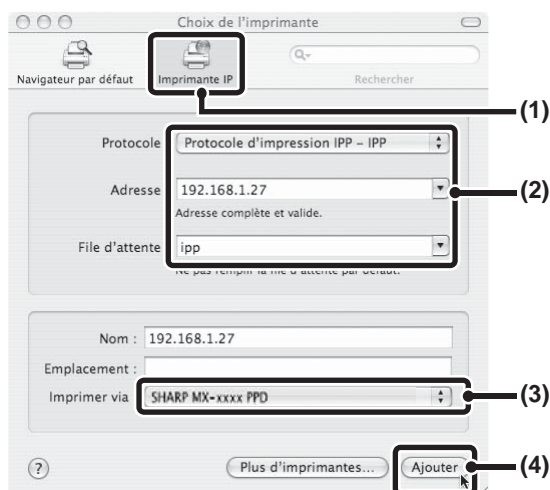 Choix de l'imprimante
Navigateur par défaut
Imprimante IP
Rechercher
(1)
Protocole Protocole d'impression IPP – IPP
(2)
Adresse 192.168.1.27
Adresse complète et valide.
File d'attente ipp
Ne pas remplir la file d'attente par défaut.
Nom : 192.168.1.27
Emplacement :
Imprimer via SHARP MX-xxxx PPD
(3)
? Plus d'imprimantes... Ajouter
(4)